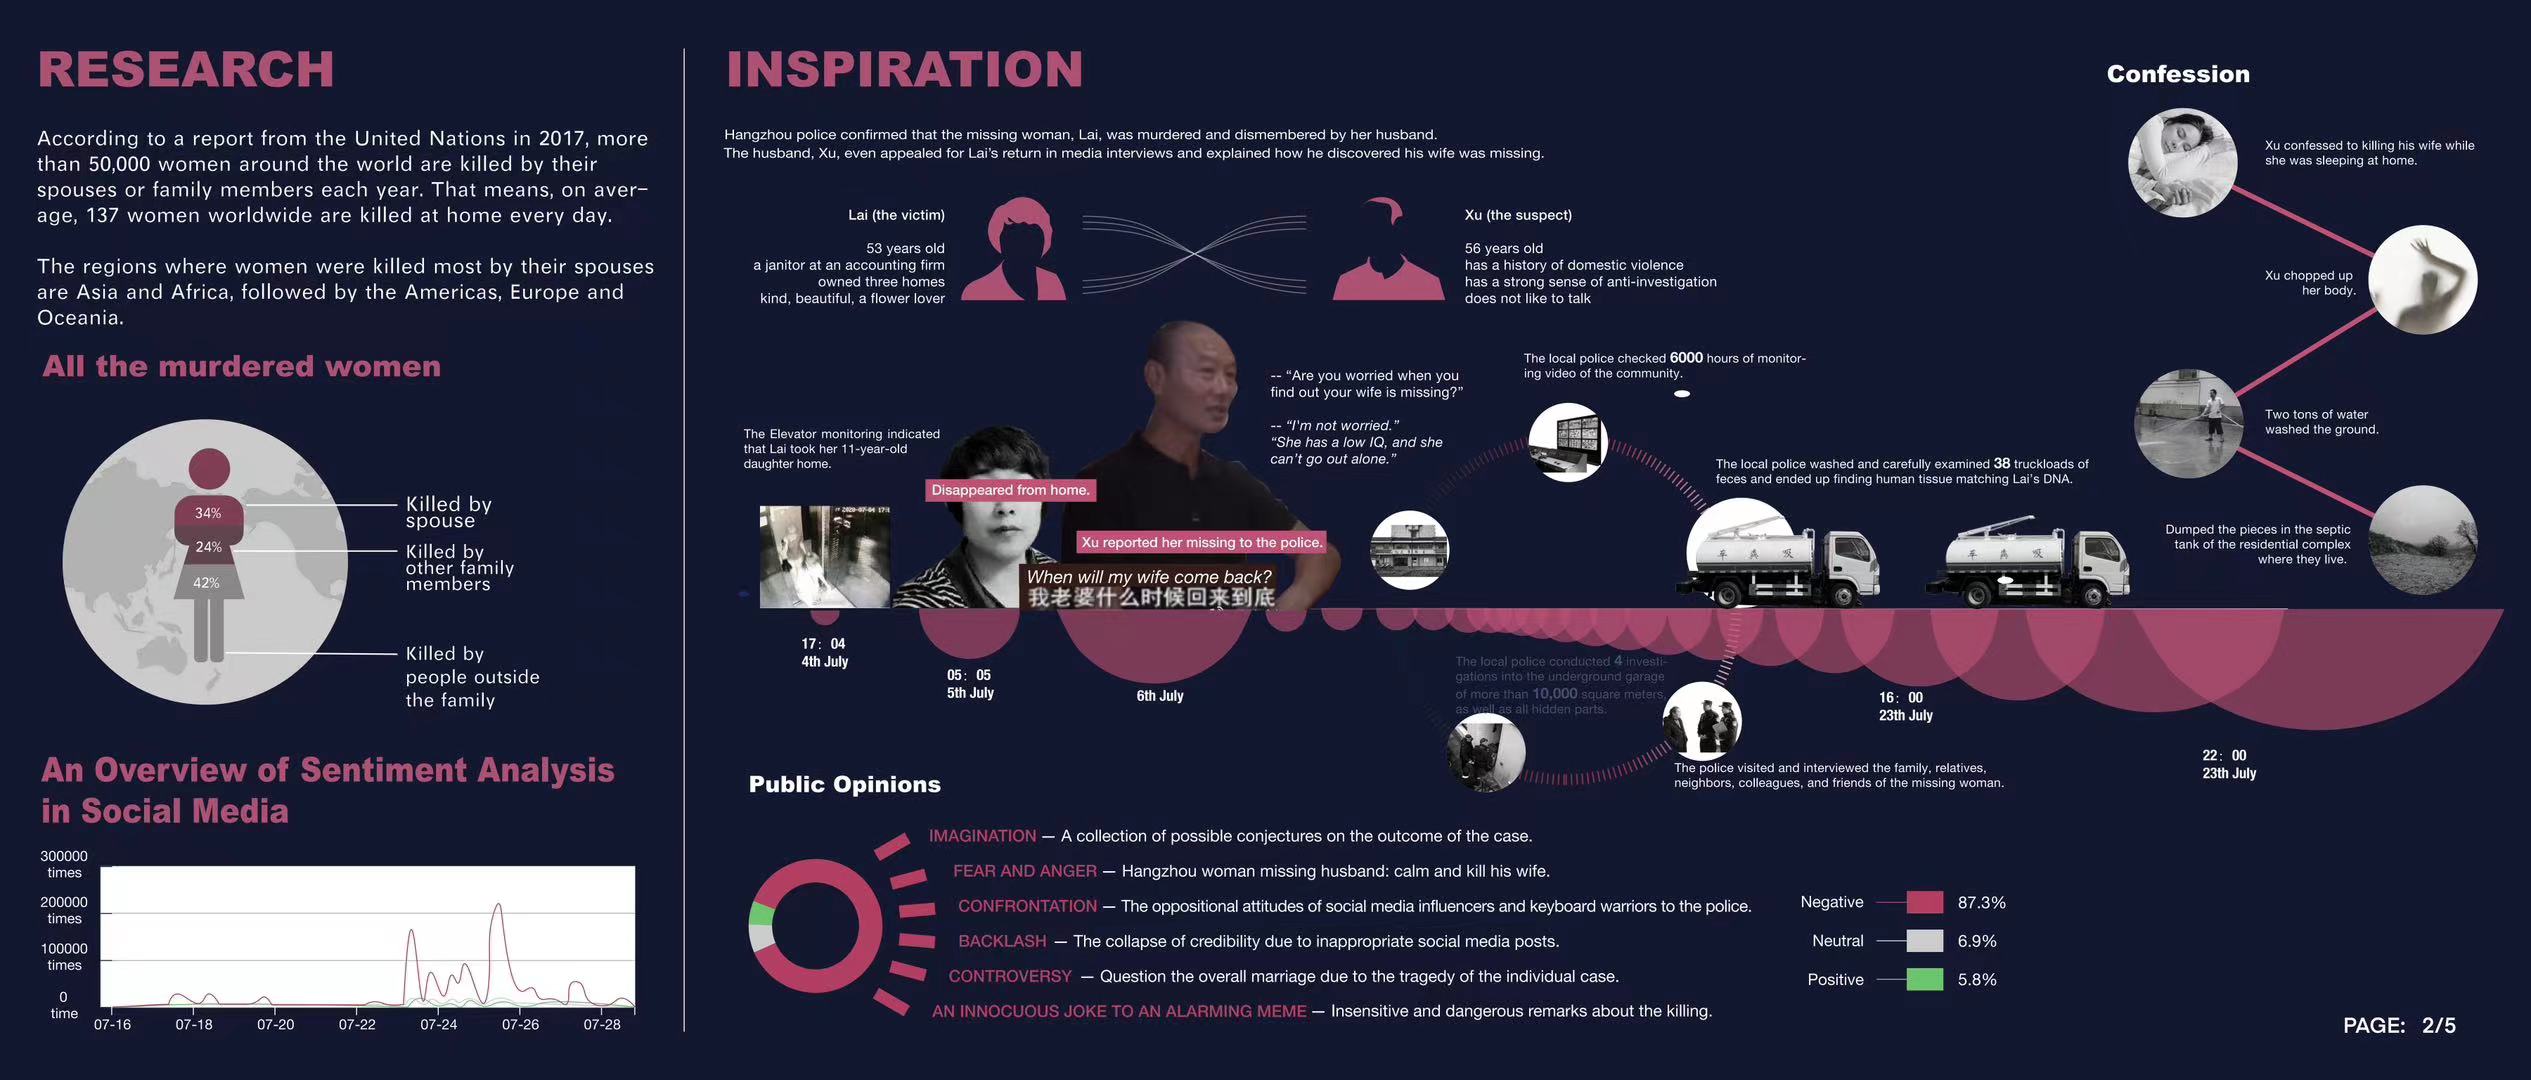 RESEARCH
According to a report from the United Nations in 2017, more
than 50,000 women around the world are killed by their
spouses or family members each year. That means, on aver–
age, 137 women worldwide are killed at home every day.
The regions where women were killed most by their spouses
are Asia and Africa, followed by the Americas, Europe and
Oceania.
All the murdered women
34%
24%
42%
Killed by
spouse
Killed by
other family
members
Killed by
people outside
the family
An Overview of Sentiment Analysis
in Social Media
300000
times
200000
times
100000
times
0
time
07-16
07-18
07-20
07-22
07-24
07-26
07-28
INSPIRATION
Hangzhou police confirmed that the missing woman, Lai, was murdered and dismembered by her husband.
The husband, Xu, even appealed for Lai's return in media interviews and explained how he discovered his wife was missing.
Lai (the victim)
53 years old
a janitor at an accounting firm
owned three homes
kind, beautiful, a flower lover
Xu (the suspect)
56 years old
has a history of domestic violence
has a strong sense of anti-investigation
does not like to talk
The Elevator monitoring indicated
that Lai took her 11-year-old
daughter home.
Disappeared from home.
Xu reported her missing to the police.
When will my wife come back?
我老婆什么时候回来到底
-- “Are you worried when you
find out your wife is missing?”
-- “I'm not worried.”
“She has a low IQ, and she
can't go out alone.”
The local police checked 6000 hours of monitor-
ing video of the community.
The local police washed and carefully examined 38 truckloads of
feces and ended up finding human tissue matching Lai's DNA.
车 粪 吸
车 粪 吸
17: 04
4th July
05: 05
5th July
6th July
The local police conducted 4 investi-
gations into the underground garage
of more than 10,000 square meters,
as well as all hidden parts.
The police visited and interviewed the family, relatives,
neighbors, colleagues, and friends of the missing woman.
16: 00
23th July
22: 00
23th July
Confession
Xu confessed to killing his wife while
she was sleeping at home.
Xu chopped up
her body.
Two tons of water
washed the ground.
Dumped the pieces in the septic
tank of the residential complex
where they live.
Public Opinions
IMAGINATION — A collection of possible conjectures on the outcome of the case.
FEAR AND ANGER — Hangzhou woman missing husband: calm and kill his wife.
CONFRONTATION — The oppositional attitudes of social media influencers and keyboard warriors to the police.
BACKLASH — The collapse of credibility due to inappropriate social media posts.
CONTROVERSY — Question the overall marriage due to the tragedy of the individual case.
AN INNOCUOUS JOKE TO AN ALARMING MEME — Insensitive and dangerous remarks about the killing.
Negative 87.3%
Neutral 6.9%
Positive 5.8%
PAGE: 2/5